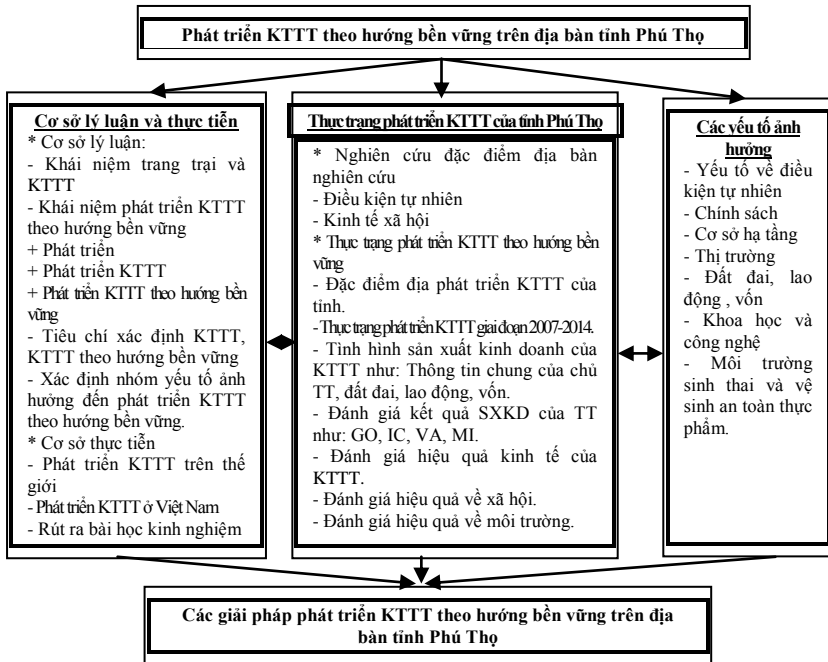 Phát triển KTTT theo hướng bền vững trên địa bàn tỉnh Phú Thọ
Cơ sở lý luận và thực tiễn
* Cơ sở lý luận:
- Khái niệm trang trại và
KTTT
- Khái niệm phát triển KTTT
theo hướng bền vững
+ Phát triển
+ Phát triển KTTT
+ Phát triển KTTT theo hướng bền
vững
- Tiêu chí xác định KTTT,
KTTT theo hướng bền vững
- Xác định nhóm yếu tố ảnh
hưởng đến phát triển KTTT
theo hướng bền vững.
* Cơ sở thực tiễn
- Phát triển KTTT trên thế
giới
- Phát triển KTTT ở Việt Nam
- Rút ra bài học kinh nghiệm
Thực trạng phát triển KTTT của tỉnh Phú Thọ
* Nghiên cứu đặc điểm địa bàn
nghiên cứu
- Điều kiện tự nhiên
- Kinh tế xã hội
* Thực trạng phát triển KTTT theo hướng bền
vững
- Đặc điểm địa phát triển KTTT của
tỉnh.
- Thực trạng phát triển KTTT giai đoạn 2007-2014.
- Tình hình sản xuất kinh doanh của
KTTT như: Thông tin chung của chủ
TT, đất đai, lao động, vốn.
- Đánh giá kết quả SXKD của TT
như: GO, IC, VA, MI.
- Đánh giá hiệu quả kinh tế của
KTTT.
- Đánh giá hiệu quả về xã hội.
- Đánh giá hiệu quả về môi trường.
Các yếu tố ảnh
hưởng
- Yếu tố về điều
kiện tự nhiên
- Chính sách
- Cơ sở hạ tầng
- Thị trường
- Đất đai, lao
động , vốn
- Khoa học và
công nghệ
- Môi trường
sinh thai và vệ
sinh an toàn thực
phẩm.
Các giải pháp phát triển KTTT theo hướng bền vững trên địa
bàn tỉnh Phú Thọ